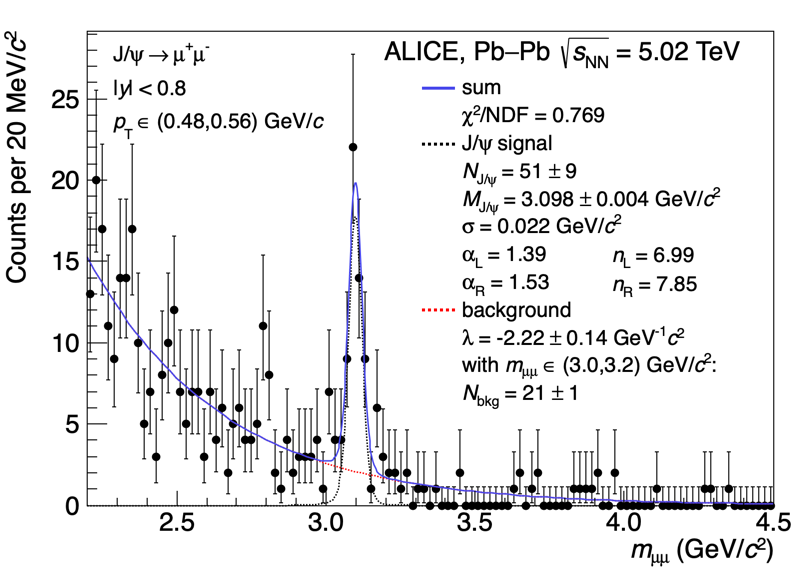 J/ψ → μ⁺μ⁻
|y| < 0.8
p_T ∈ (0.48,0.56) GeV/c
ALICE, Pb–Pb √s_NN = 5.02 TeV
sum
χ²/NDF = 0.769
J/ψ signal
N_J/ψ = 51 ± 9
M_J/ψ = 3.098 ± 0.004 GeV/c²
σ = 0.022 GeV/c²
α_L = 1.39 n_L = 6.99
α_R = 1.53 n_R = 7.85
background
λ = -2.22 ± 0.14 GeV⁻¹c²
with m_μμ ∈ (3.0,3.2) GeV/c²:
N_bkg = 21 ± 1
Counts per 20 MeV/c²
25
20
15
10
5
0
2.5 3.0 3.5 4.0 4.5
m_μμ (GeV/c²)